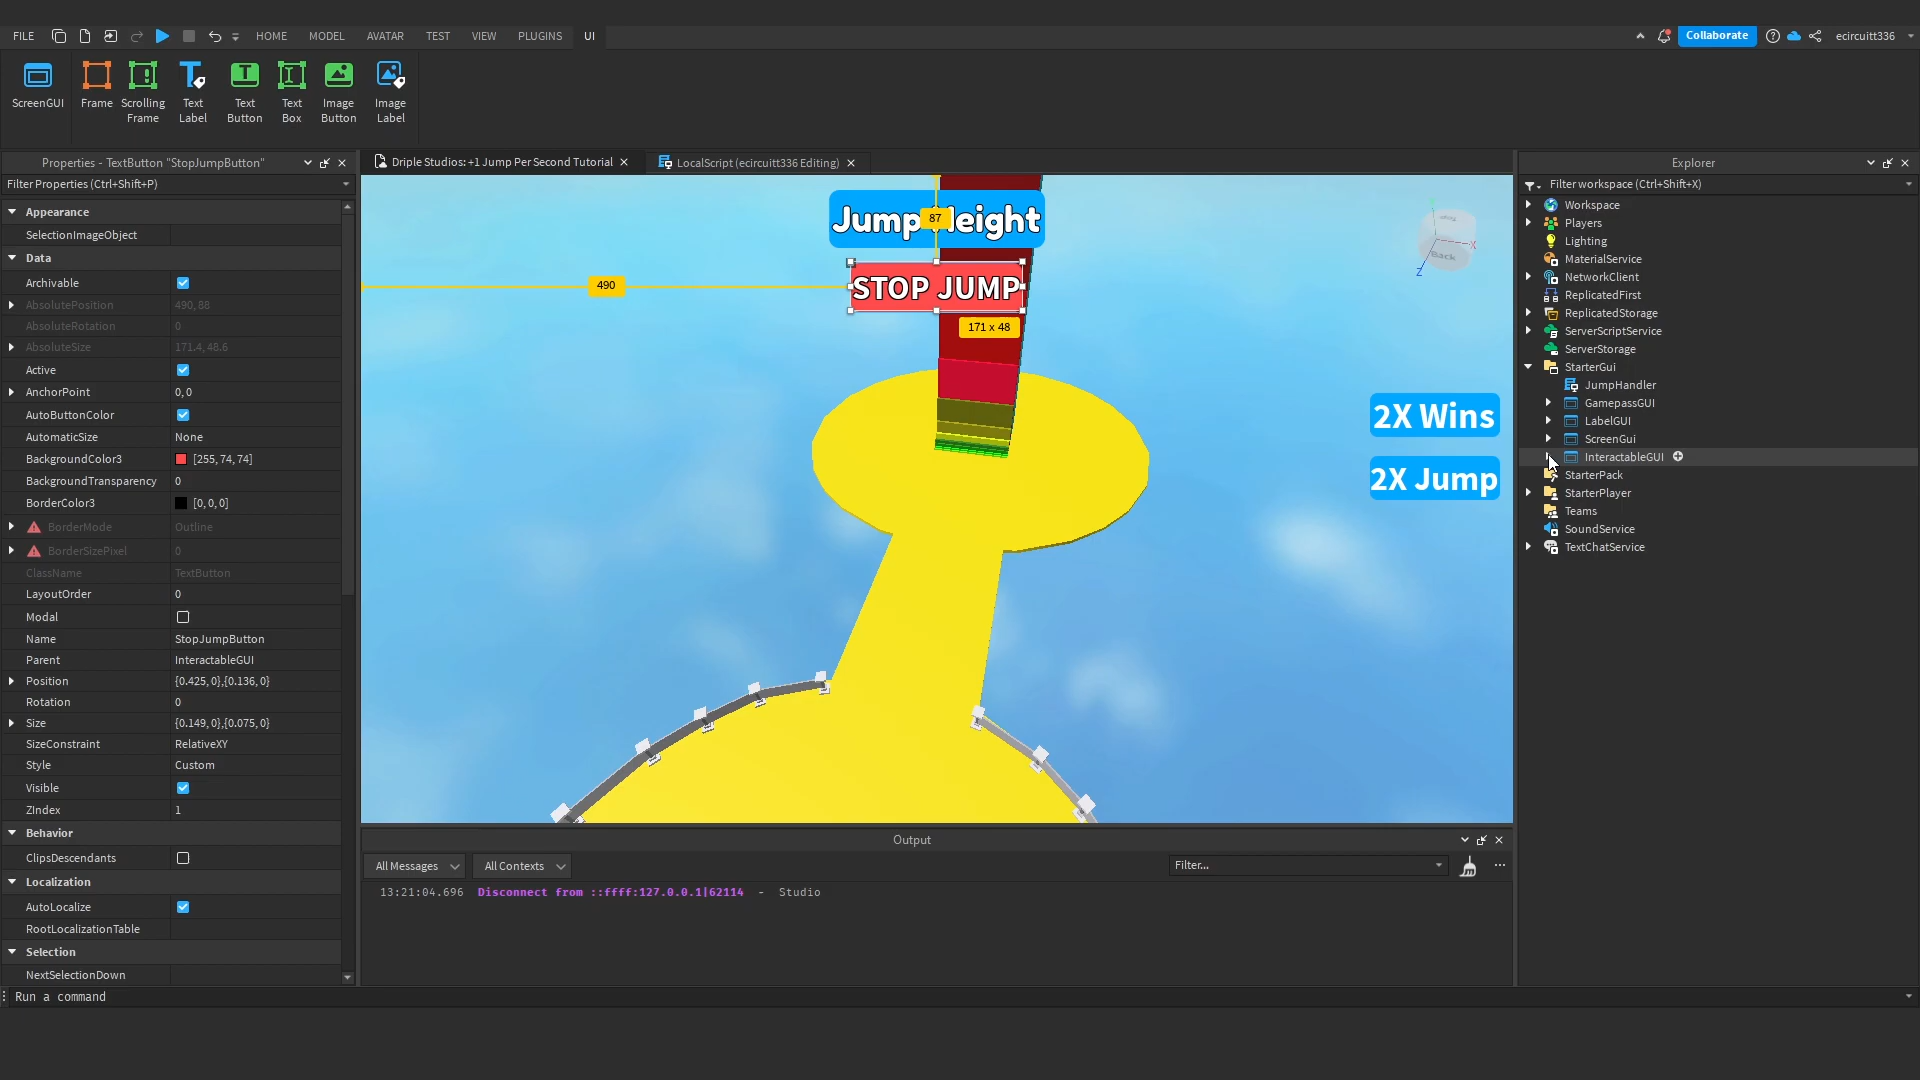 FILE HOME MODEL AVATAR TEST VIEW PLUGINS UI Collaborate ecircuitt336
ScreenGUI Frame Scrolling Frame Text Label Text Button Text Box Image Button Image Label
Properties - TextButton "StopJumpButton"
Filter Properties (Ctrl+Shift+P)
Appearance
SelectionImageObject
Data
Archivable
AbsolutePosition 490, 88
AbsoluteRotation 0
AbsoluteSize 171.4, 48.6
Active
AnchorPoint 0, 0
AutoButtonColor
AutomaticSize None
BackgroundColor3 [255, 74, 74]
BackgroundTransparency 0
BorderColor3 [0, 0, 0]
BorderMode Outline
BorderSizePixel 0
ClassName TextButton
LayoutOrder 0
Modal
Name StopJumpButton
Parent InteractableGUI
Position {0.425, 0},{0.136, 0}
Rotation 0
Size {0.149, 0},{0.075, 0}
SizeConstraint RelativeXY
Style Custom
Visible
ZIndex 1
Behavior
ClipsDescendants
Localization
AutoLocalize
RootLocalizationTable
Selection
NextSelectionDown
Driple Studios: +1 Jump Per Second Tutorial LocalScript (ecircuitt336 Editing)
Jump Height
87
490
STOP JUMP
171 x 48
Back
X
Z
2X Wins
2X Jump
Output
All Messages All Contexts Filter...
13:21:04.696 Disconnect from ::ffff:127.0.0.1|62114 - Studio
Explorer
Filter workspace (Ctrl+Shift+X)
Workspace
Players
Lighting
MaterialService
NetworkClient
ReplicatedFirst
ReplicatedStorage
ServerScriptService
ServerStorage
StarterGui
JumpHandler
GamepassGUI
LabelGUI
ScreenGui
InteractableGUI
StarterPack
StarterPlayer
Teams
SoundService
TextChatService
Run a command